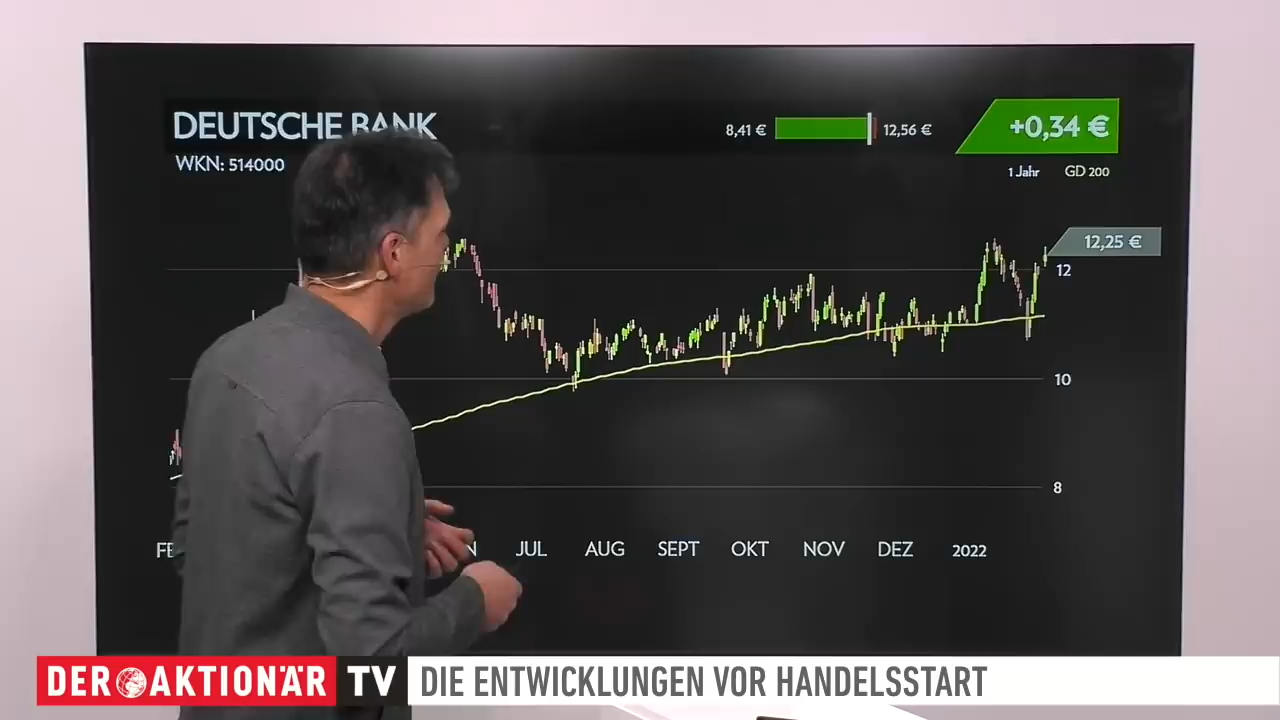 DEUTSCHE BANK
WKN: 514000
8,41 €
12,56 €
+0,34 €
1 Jahr
GD 200
12,25 €
12
10
8
JUL
AUG
SEPT
OKT
NOV
DEZ
2022
DER AKTIONÄR TV
DIE ENTWICKLUNGEN VOR HANDELSSTART